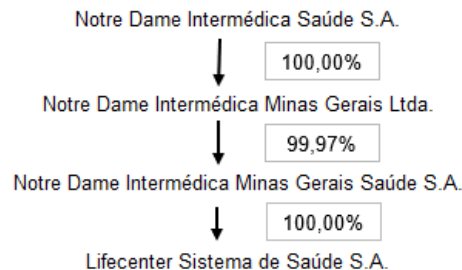 Notre Dame Intermédica Saúde S.A.
100,00%
Notre Dame Intermédica Minas Gerais Ltda.
99,97%
Notre Dame Intermédica Minas Gerais Saúde S.A.
100,00%
Lifecenter Sistema de Saúde S.A.